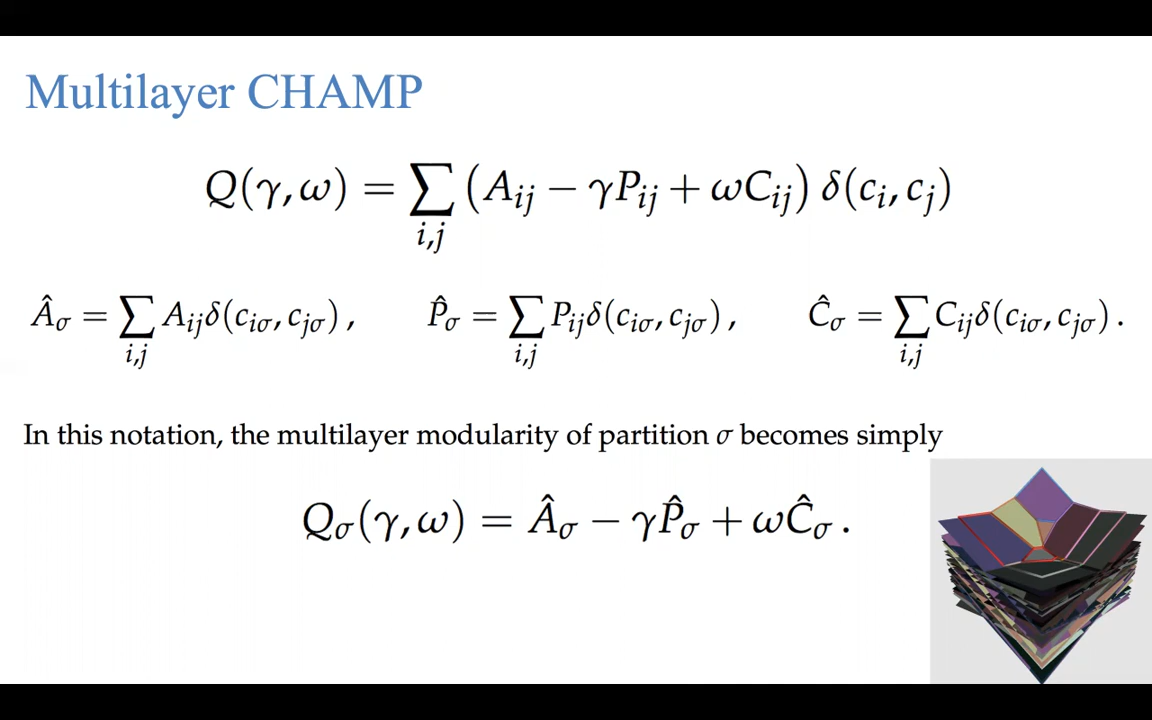 Multilayer CHAMP
Q(γ, ω) = ∑_{i,j} (A_{ij} − γP_{ij} + ωC_{ij}) δ(c_i, c_j)
Â_σ = ∑_{i,j} A_{ij}δ(c_{iσ}, c_{jσ}) , P̂_σ = ∑_{i,j} P_{ij}δ(c_{iσ}, c_{jσ}) , Ĉ_σ = ∑_{i,j} C_{ij}δ(c_{iσ}, c_{jσ}) .
In this notation, the multilayer modularity of partition σ becomes simply
Q_σ(γ, ω) = Â_σ − γP̂_σ + ωĈ_σ .